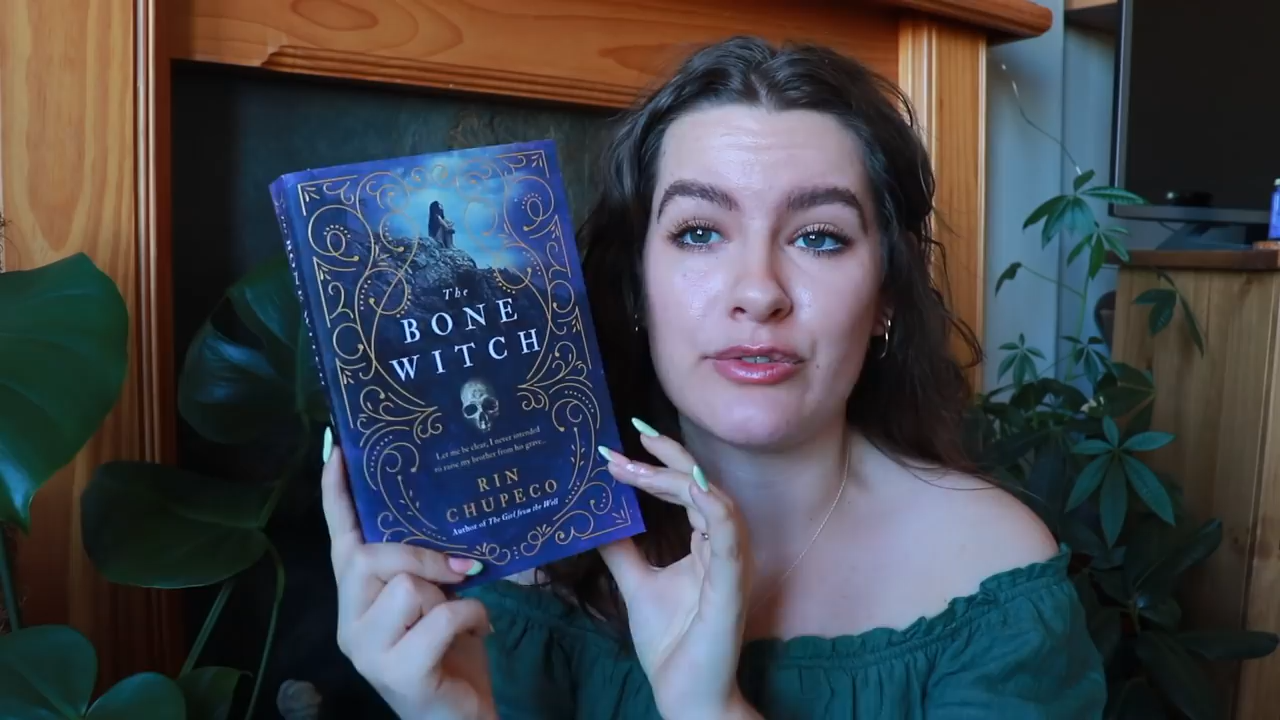 The
BONE
WITCH
Let me be clear, I never intended
to raise my brother from his grave...
RIN
CHUPECO
Author of The Girl from the Well